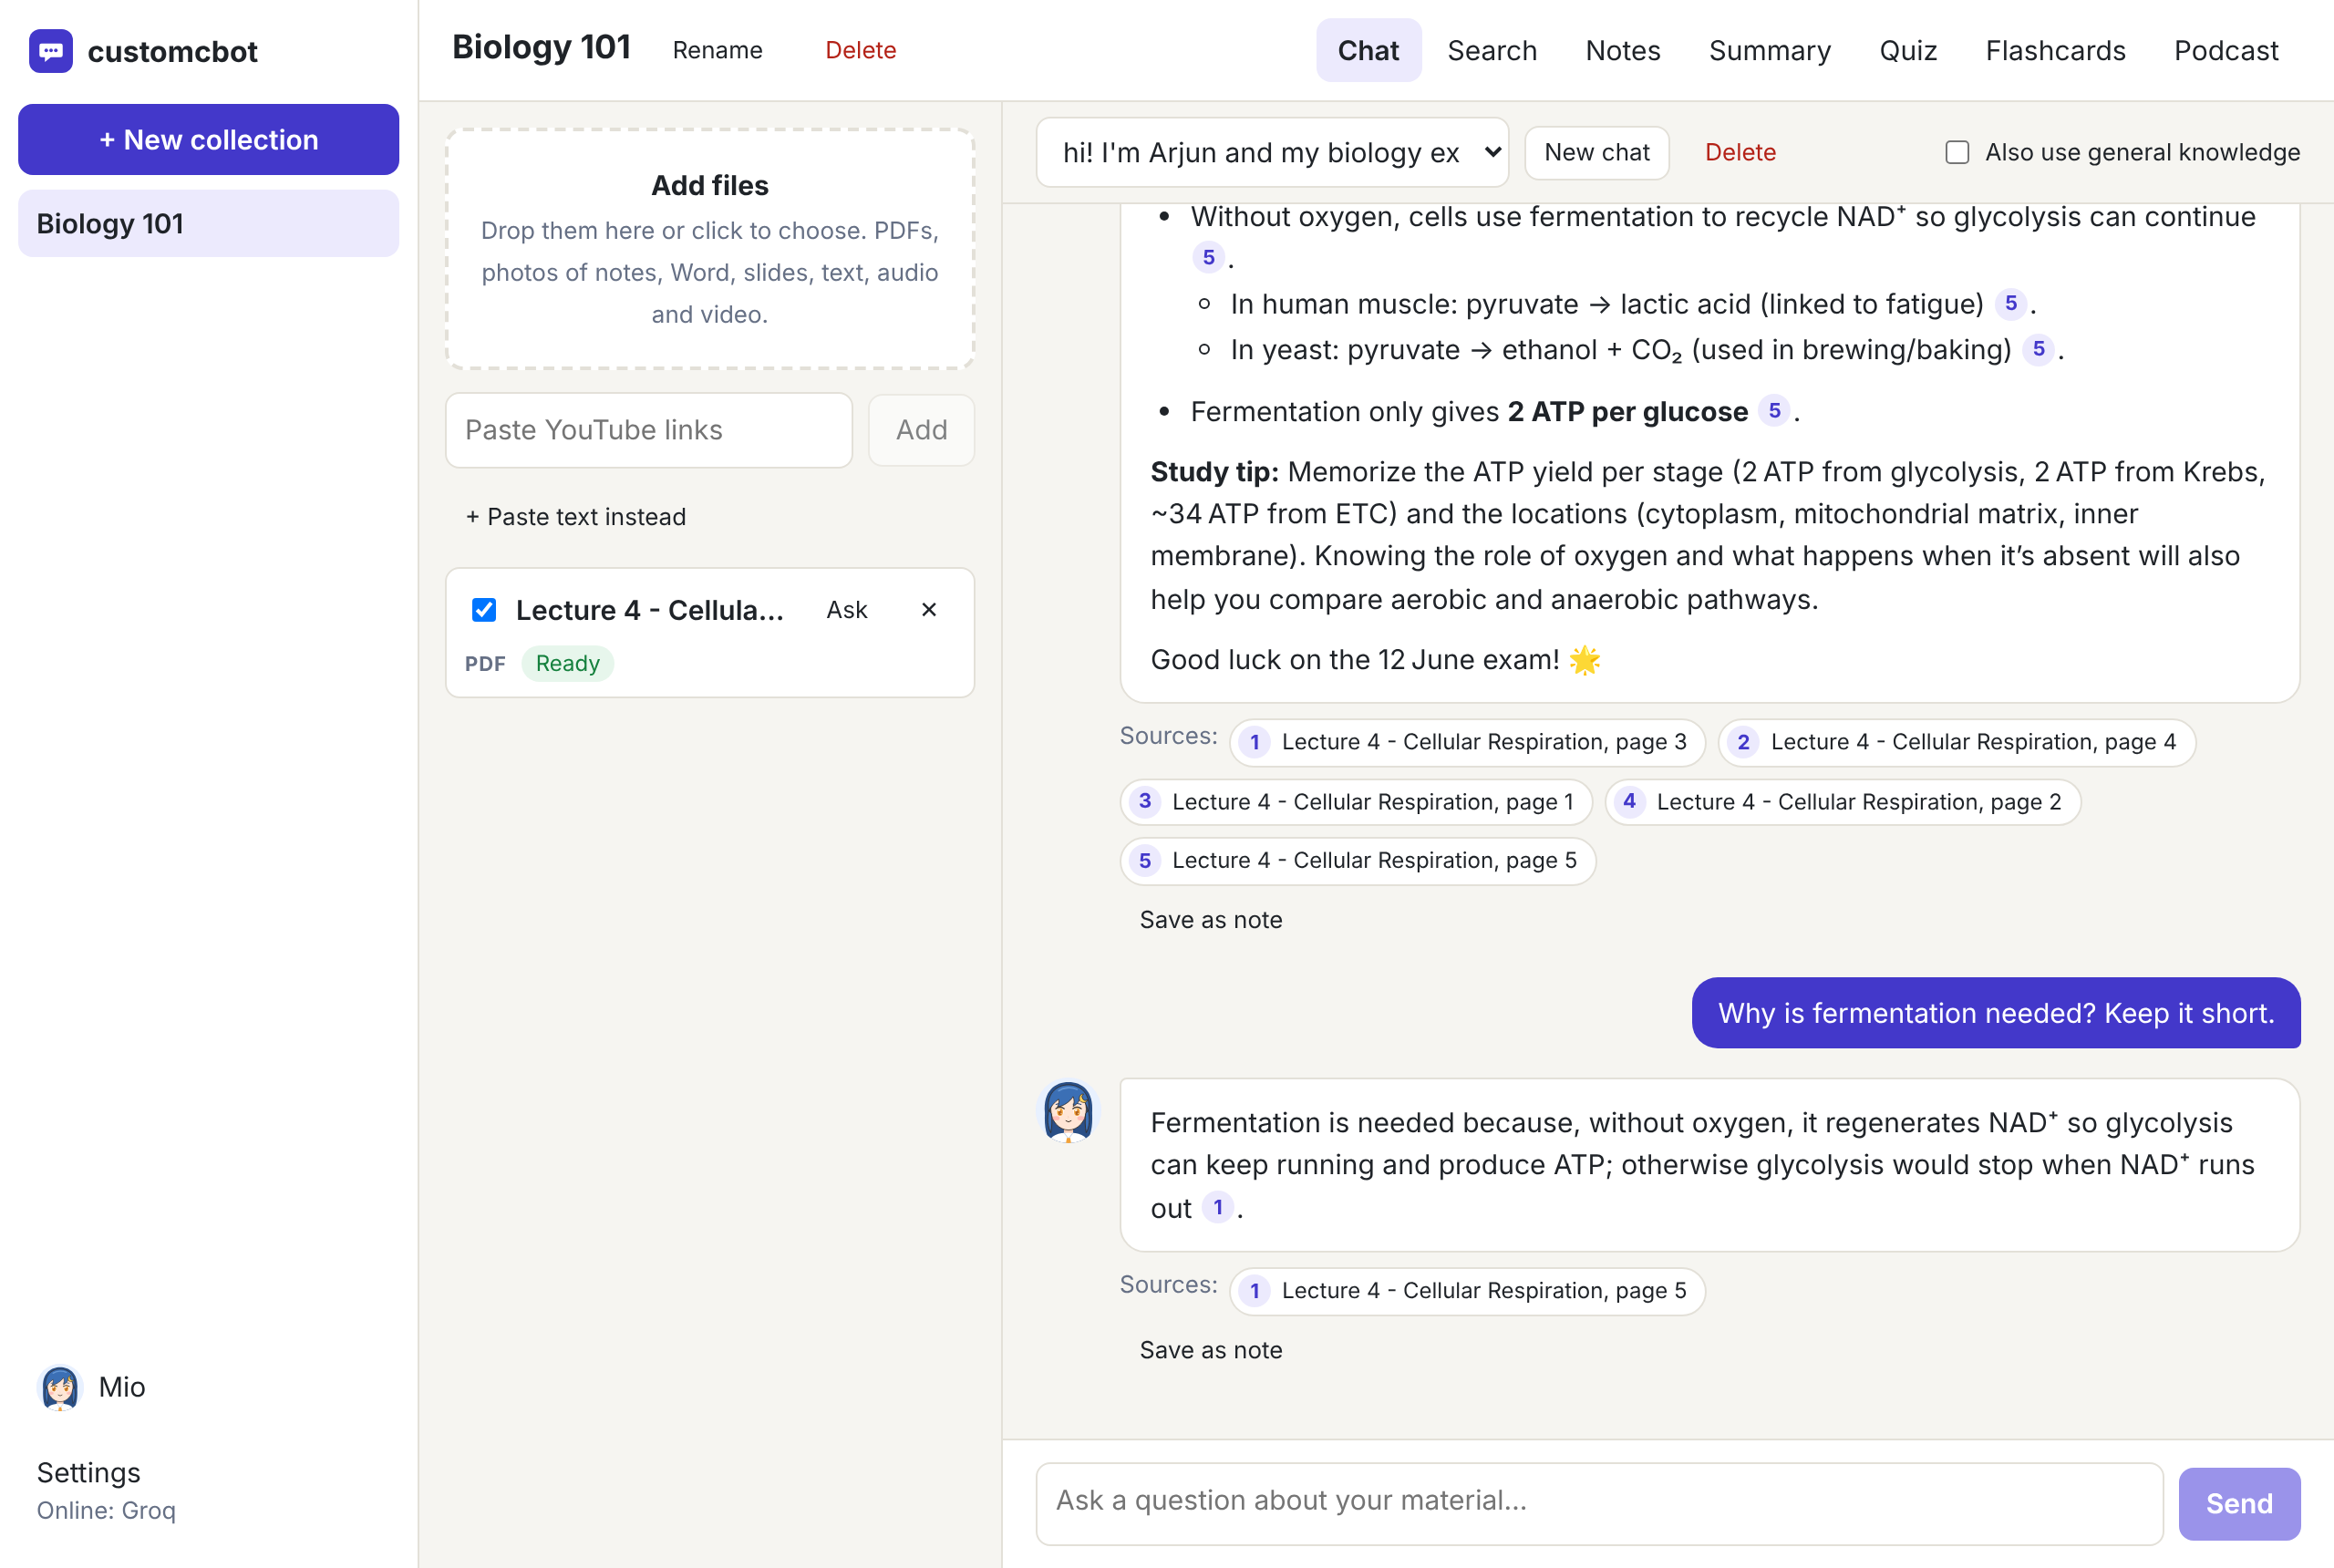 customcbot
+ New collection
Biology 101
Mio
Settings
Online: Groq
Biology 101 Rename Delete
Chat Search Notes Summary Quiz Flashcards Podcast
Add files
Drop them here or click to choose. PDFs,
photos of notes, Word, slides, text, audio
and video.
Paste YouTube links Add
+ Paste text instead
Lecture 4 - Cellula... Ask ×
PDF Ready
hi! I'm Arjun and my biology ex New chat Delete Also use general knowledge
• Without oxygen, cells use fermentation to recycle NAD⁺ so glycolysis can continue
5 .
◦ In human muscle: pyruvate → lactic acid (linked to fatigue) 5 .
◦ In yeast: pyruvate → ethanol + CO₂ (used in brewing/baking) 5 .
• Fermentation only gives 2 ATP per glucose 5 .
Study tip: Memorize the ATP yield per stage (2 ATP from glycolysis, 2 ATP from Krebs,
~34 ATP from ETC) and the locations (cytoplasm, mitochondrial matrix, inner
membrane). Knowing the role of oxygen and what happens when it’s absent will also
help you compare aerobic and anaerobic pathways.
Good luck on the 12 June exam! 🌟
Sources: 1 Lecture 4 - Cellular Respiration, page 3 2 Lecture 4 - Cellular Respiration, page 4
3 Lecture 4 - Cellular Respiration, page 1 4 Lecture 4 - Cellular Respiration, page 2
5 Lecture 4 - Cellular Respiration, page 5
Save as note
Why is fermentation needed? Keep it short.
Fermentation is needed because, without oxygen, it regenerates NAD⁺ so glycolysis
can keep running and produce ATP; otherwise glycolysis would stop when NAD⁺ runs
out 1 .
Sources: 1 Lecture 4 - Cellular Respiration, page 5
Save as note
Ask a question about your material... Send